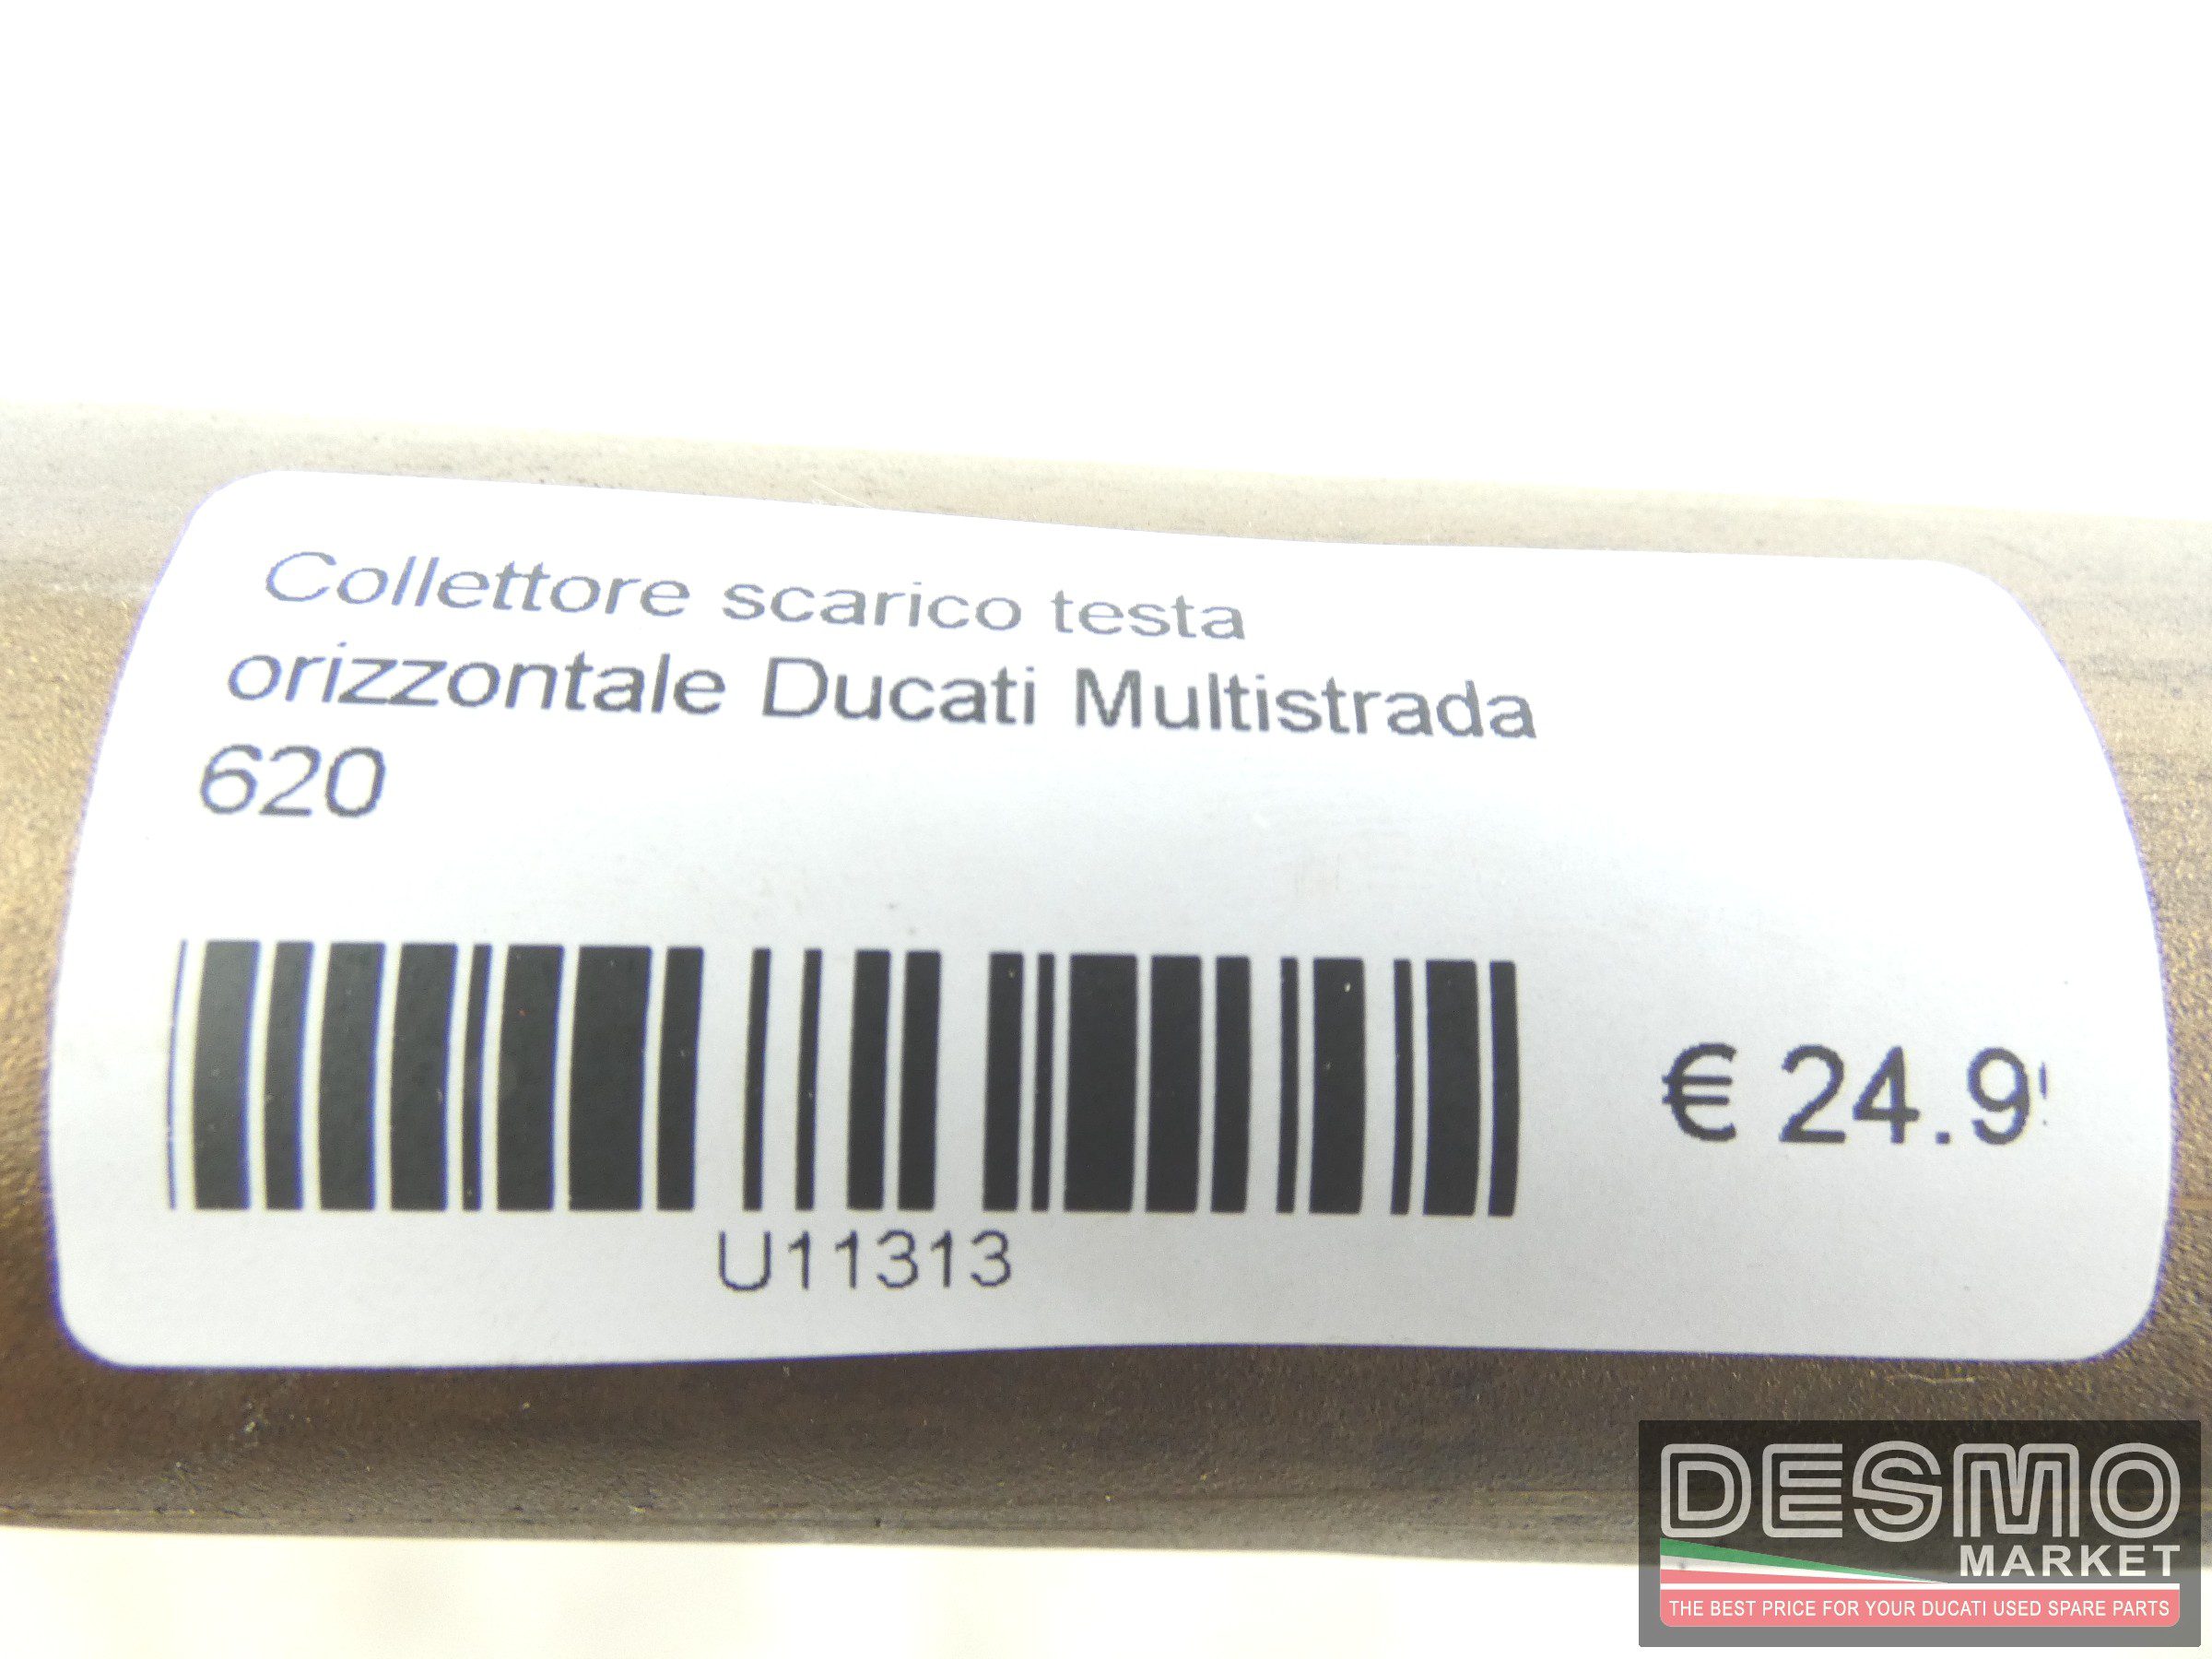 Collettore scarico testa
orizzontale Ducati Multistrada
620
€ 24.9
U11313
DESMO
MARKET
THE BEST PRICE FOR YOUR DUCATI USED SPARE PARTS